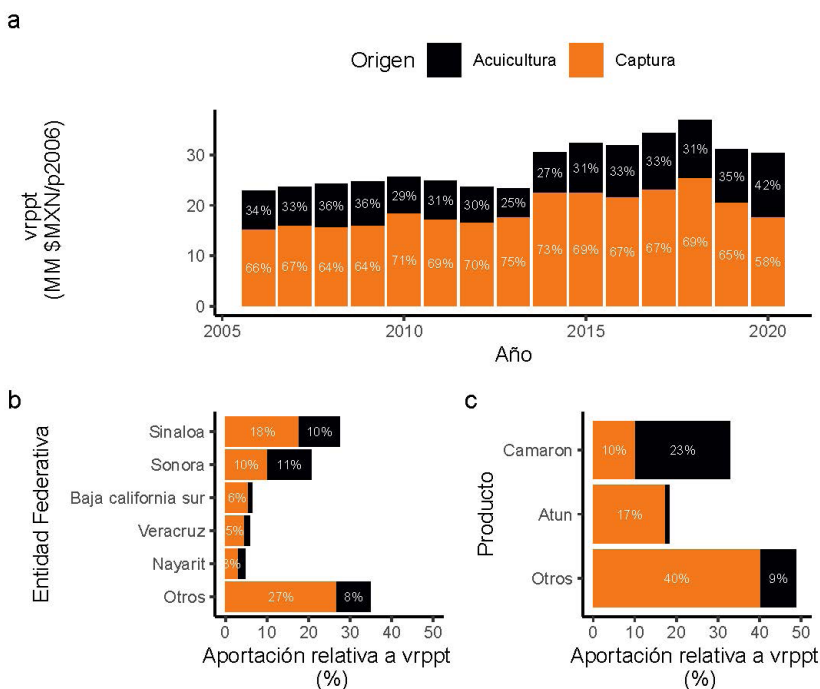 a
Origen Acuicultura Captura
vrppt
(MM $MXN/p2006)
30
20
10
0
34% 33% 36% 36% 29% 31% 30% 25% 27% 31% 33% 33% 31% 35% 42%
66% 67% 64% 64% 71% 69% 70% 75% 73% 69% 67% 67% 69% 65% 58%
2005 2010 2015 2020
Año
b
Entidad Federativa
Sinaloa 18% 10%
Sonora 10% 11%
Baja california sur 6%
Veracruz 5%
Nayarit 3%
Otros 27% 8%
0 10 20 30 40 50
Aportación relativa a vrppt
(%)
c
Producto
Camaron 10% 23%
Atun 17%
Otros 40% 9%
0 10 20 30 40 50
Aportación relativa a vrppt
(%)